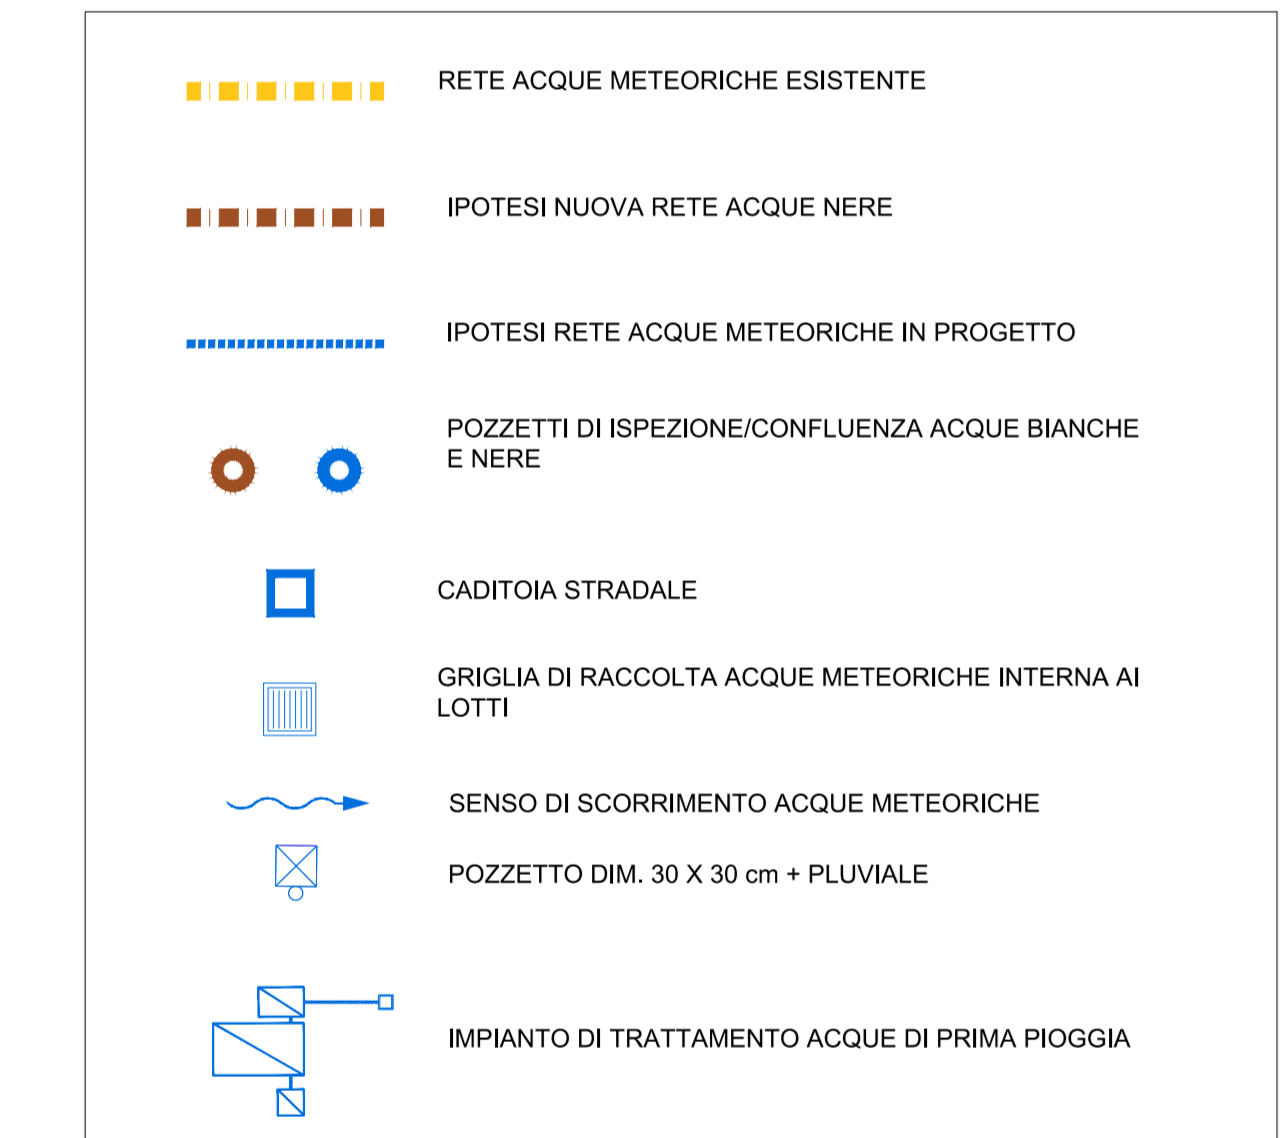 RETE ACQUE METEORICHE ESISTENTE
IPOTESI NUOVA RETE ACQUE NERE
IPOTESI RETE ACQUE METEORICHE IN PROGETTO
POZZETTI DI ISPEZIONE/CONFLUENZA ACQUE BIANCHE
E NERE
CADITOIA STRADALE
GRIGLIA DI RACCOLTA ACQUE METEORICHE INTERNA AI
LOTTI
SENSO DI SCORRIMENTO ACQUE METEORICHE
POZZETTO DIM. 30 X 30 cm + PLUVIALE
IMPIANTO DI TRATTAMENTO ACQUE DI PRIMA PIOGGIA